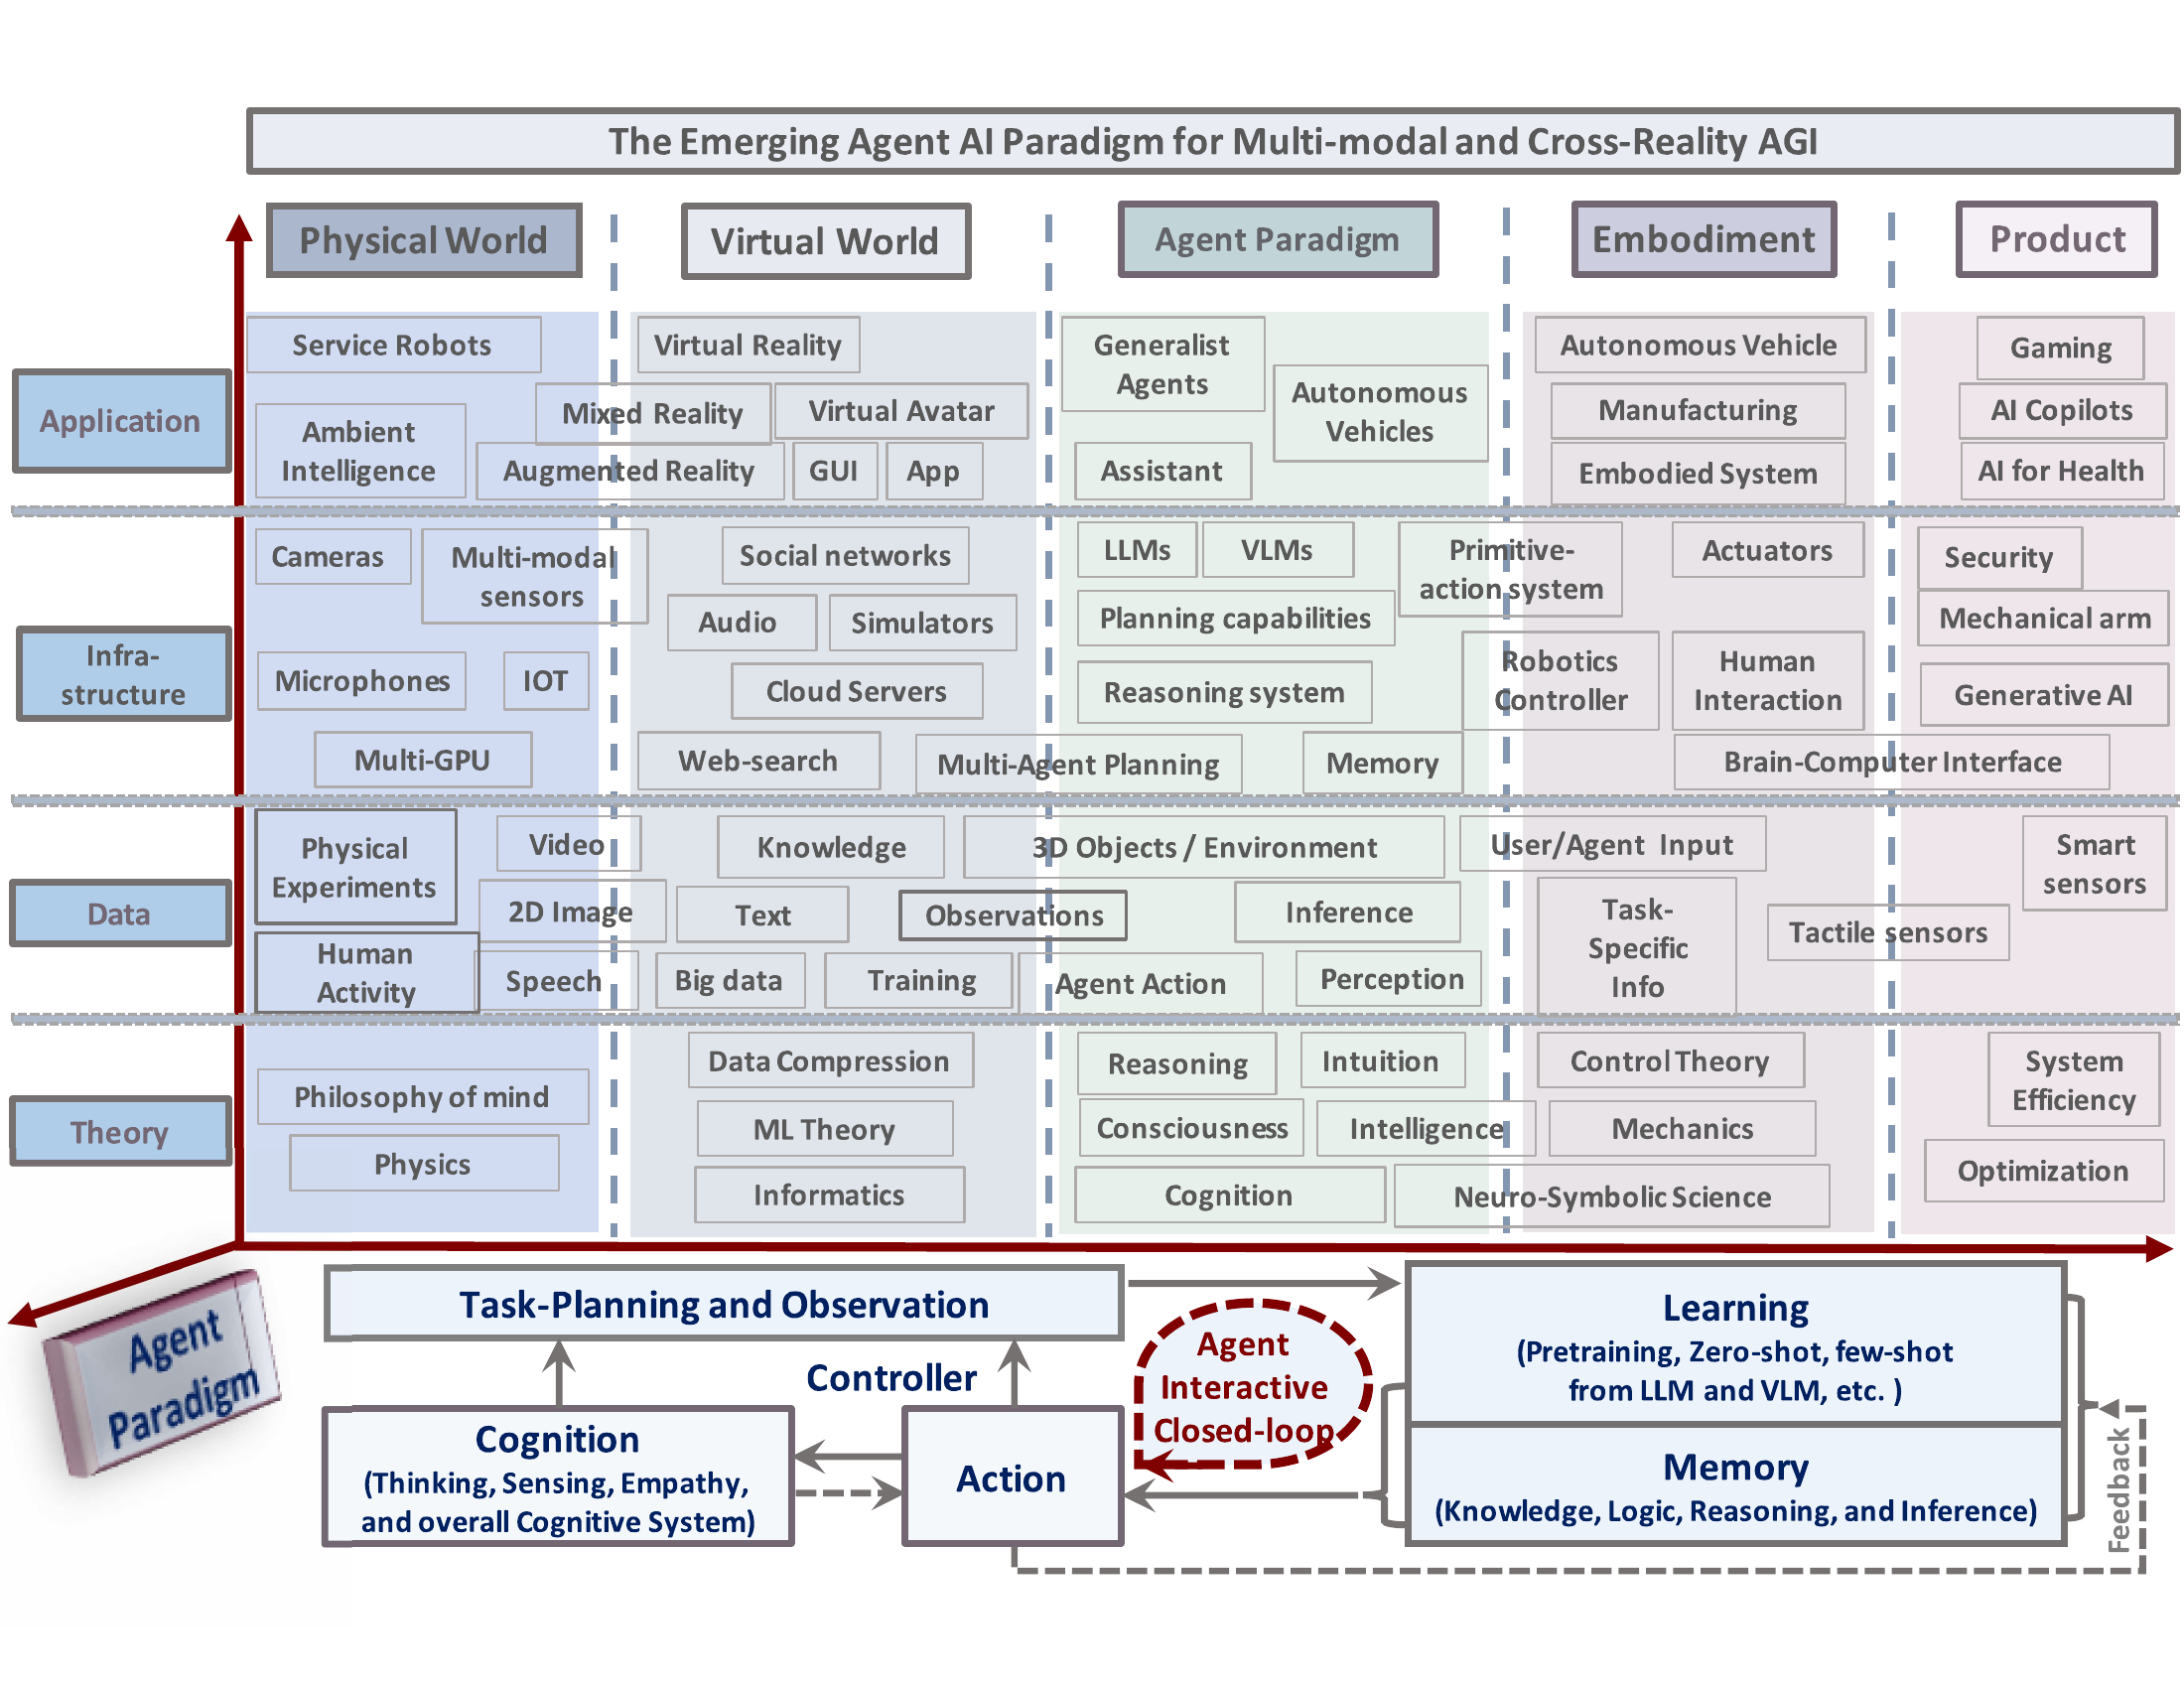 The Emerging Agent AI Paradigm for Multi-modal and Cross-Reality AGI
Physical World
Virtual World
Agent Paradigm
Embodiment
Product
Application
Service Robots
Ambient
Intelligence
Mixed Reality
Augmented Reality
Virtual Reality
Virtual Avatar
GUI
App
Generalist
Agents
Autonomous
Vehicles
Assistant
Autonomous Vehicle
Manufacturing
Embodied System
Gaming
AI Copilots
AI for Health
Infra-
structure
Cameras
Multi-modal
sensors
Microphones
IOT
Multi-GPU
Social networks
Audio
Simulators
Cloud Servers
Web-search
Multi-Agent Planning
LLMs
VLMs
Primitive-
action system
Planning capabilities
Reasoning system
Memory
Robotics
Controller
Actuators
Human
Interaction
Brain-Computer Interface
Security
Mechanical arm
Generative AI
Data
Physical
Experiments
Video
2D Image
Human
Activity
Speech
Knowledge
Text
Observations
Big data
Training
3D Objects / Environment
Inference
Agent Action
Perception
User/Agent Input
Task-
Specific
Info
Tactile sensors
Smart
sensors
Theory
Philosophy of mind
Physics
Data Compression
ML Theory
Informatics
Reasoning
Intuition
Consciousness
Intelligence
Cognition
Neuro-Symbolic Science
Control Theory
Mechanics
System
Efficiency
Optimization
Agent
Paradigm
Task-Planning and Observation
Controller
Cognition
(Thinking, Sensing, Empathy,
and overall Cognitive System)
Action
Agent
Interactive
Closed-loop
Learning
(Pretraining, Zero-shot, few-shot
from LLM and VLM, etc. )
Memory
(Knowledge, Logic, Reasoning, and Inference)
Feedback